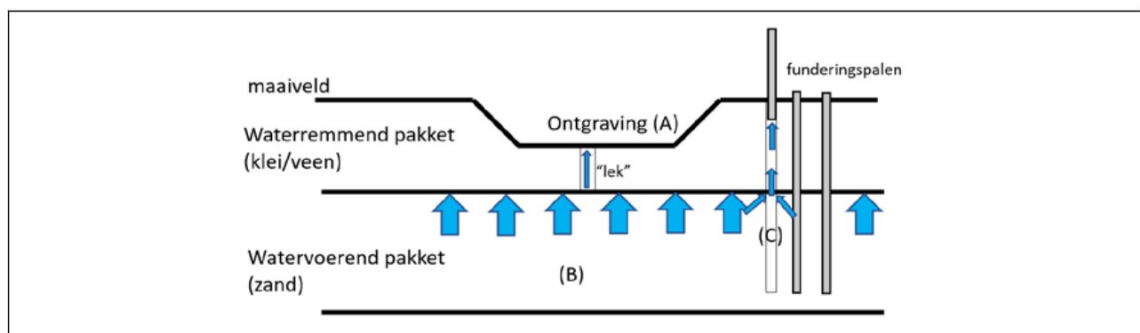 funderingspalen
maaiveld
Ontgraving (A)
Waterremmend pakket
(klei/veen)
“lek”
(C)
Watervoerend pakket
(zand)
(B)